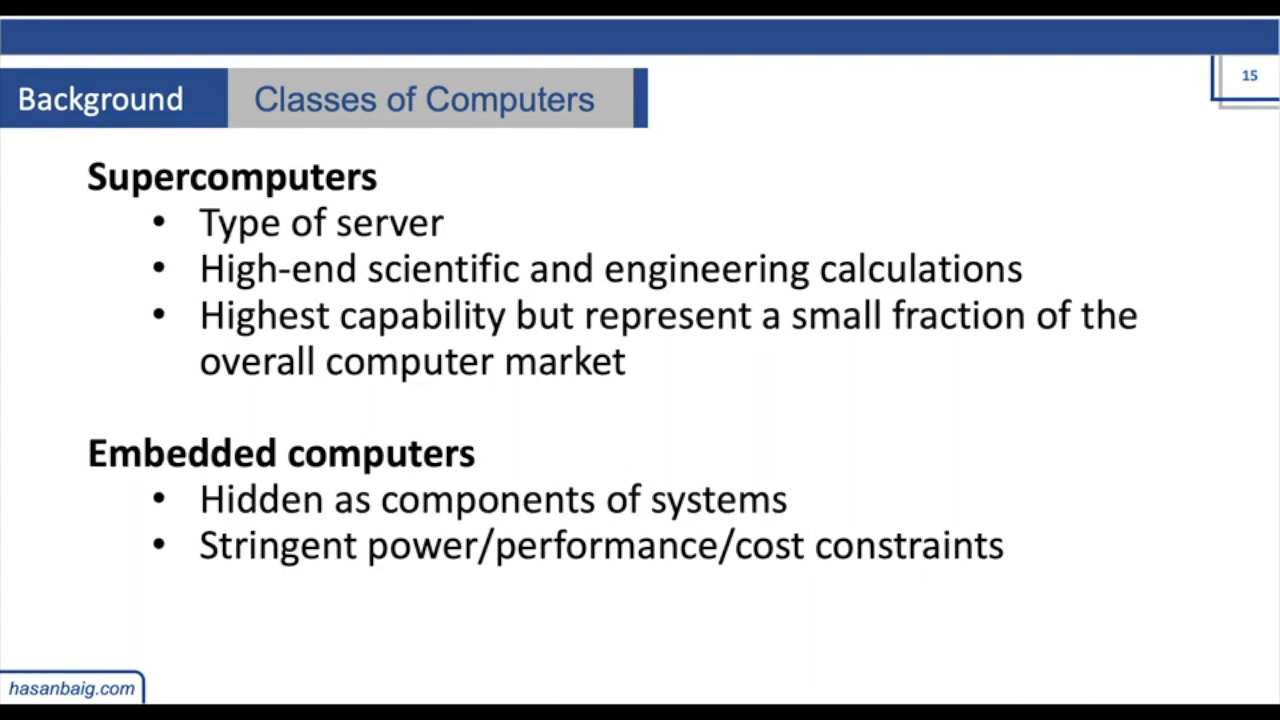 Background
Classes of Computers
15
Supercomputers
• Type of server
• High-end scientific and engineering calculations
• Highest capability but represent a small fraction of the
overall computer market
Embedded computers
• Hidden as components of systems
• Stringent power/performance/cost constraints
hasanbaig.com